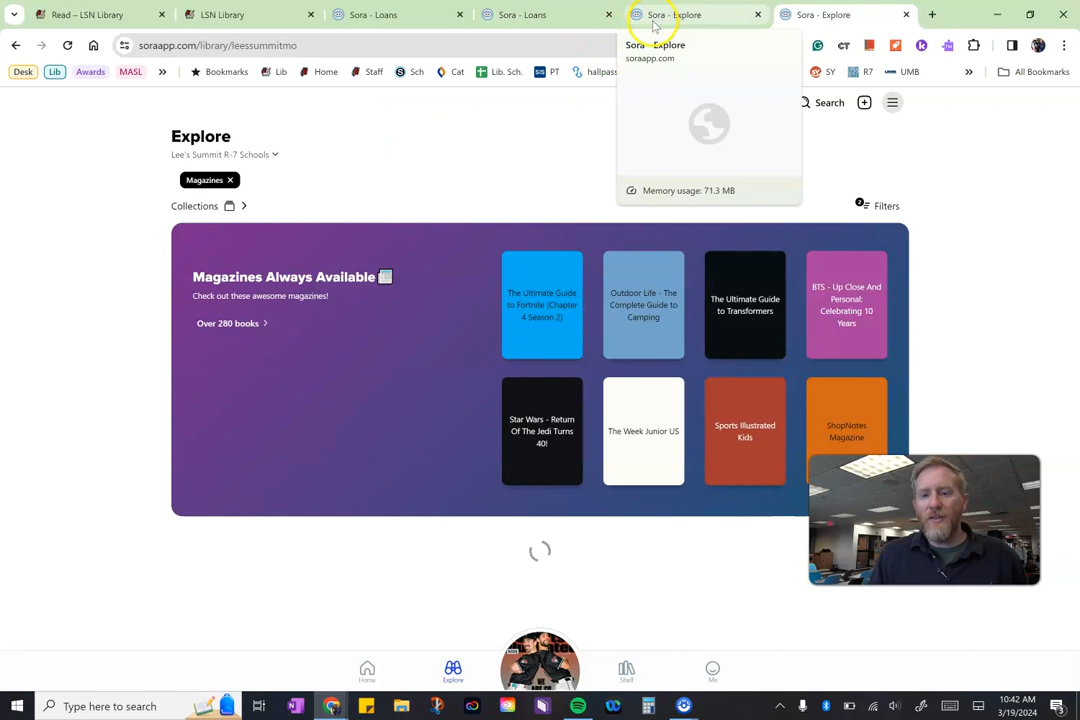 Read – LSN Library
LSN Library
Sora - Loans
Sora - Loans
Sora - Explore
Sora - Explore
soraapp.com/library/leessummitmo
CT
Desk
Lib
Awards
MASL
Bookmarks
Lib
Home
Staff
Sch
Cat
Lib. Sch.
SIS
PT
hallpass
SY
R7
UMB
All Bookmarks
Sora - Explore
soraapp.com
Memory usage: 71.3 MB
Search
Explore
Lee's Summit R-7 Schools
Magazines
Collections
2
Filters
Magazines Always Available
Check out these awesome magazines!
Over 280 books
The Ultimate Guide
to Fortnite (Chapter
4 Season 2)
Outdoor Life - The
Complete Guide to
Camping
The Ultimate Guide
to Transformers
BTS - Up Close And
Personal:
Celebrating 10
Years
Star Wars - Return
Of The Jedi Turns
40!
The Week Junior US
Sports Illustrated
Kids
ShopNotes
Magazine
Home
Explore
Shelf
Me
Type here to search
10:42 AM
3/19/2024
3